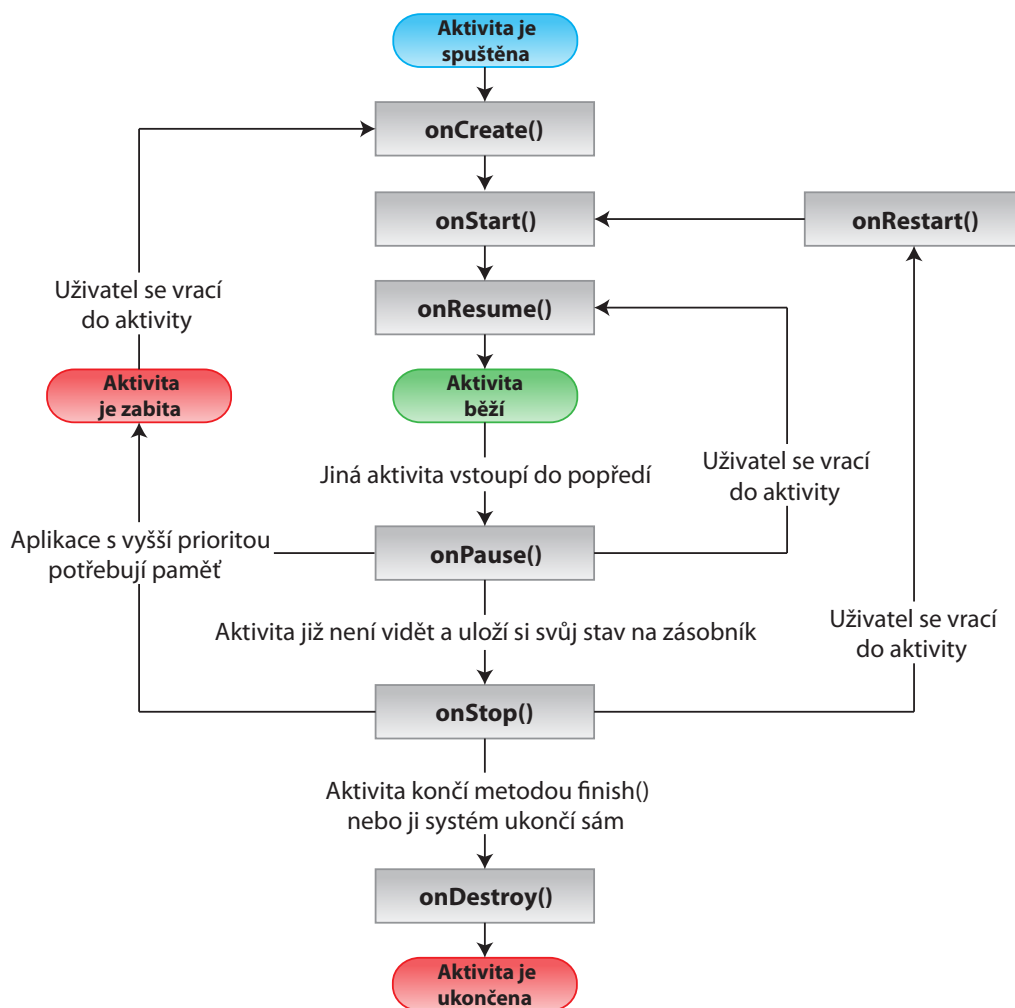 Aktivita je
spuštěna
onCreate()
onStart()
onRestart()
Uživatel se vrací
do aktivity
onResume()
Aktivita
je zabita
Aktivita
běží
Jiná aktivita vstoupí do popředí
Uživatel se vrací
do aktivity
Aplikace s vyšší prioritou
potřebují paměť
onPause()
Aktivita již není vidět a uloží si svůj stav na zásobník
Uživatel se vrací
do aktivity
onStop()
Aktivita končí metodou finish()
nebo ji systém ukončí sám
onDestroy()
Aktivita je
ukončena